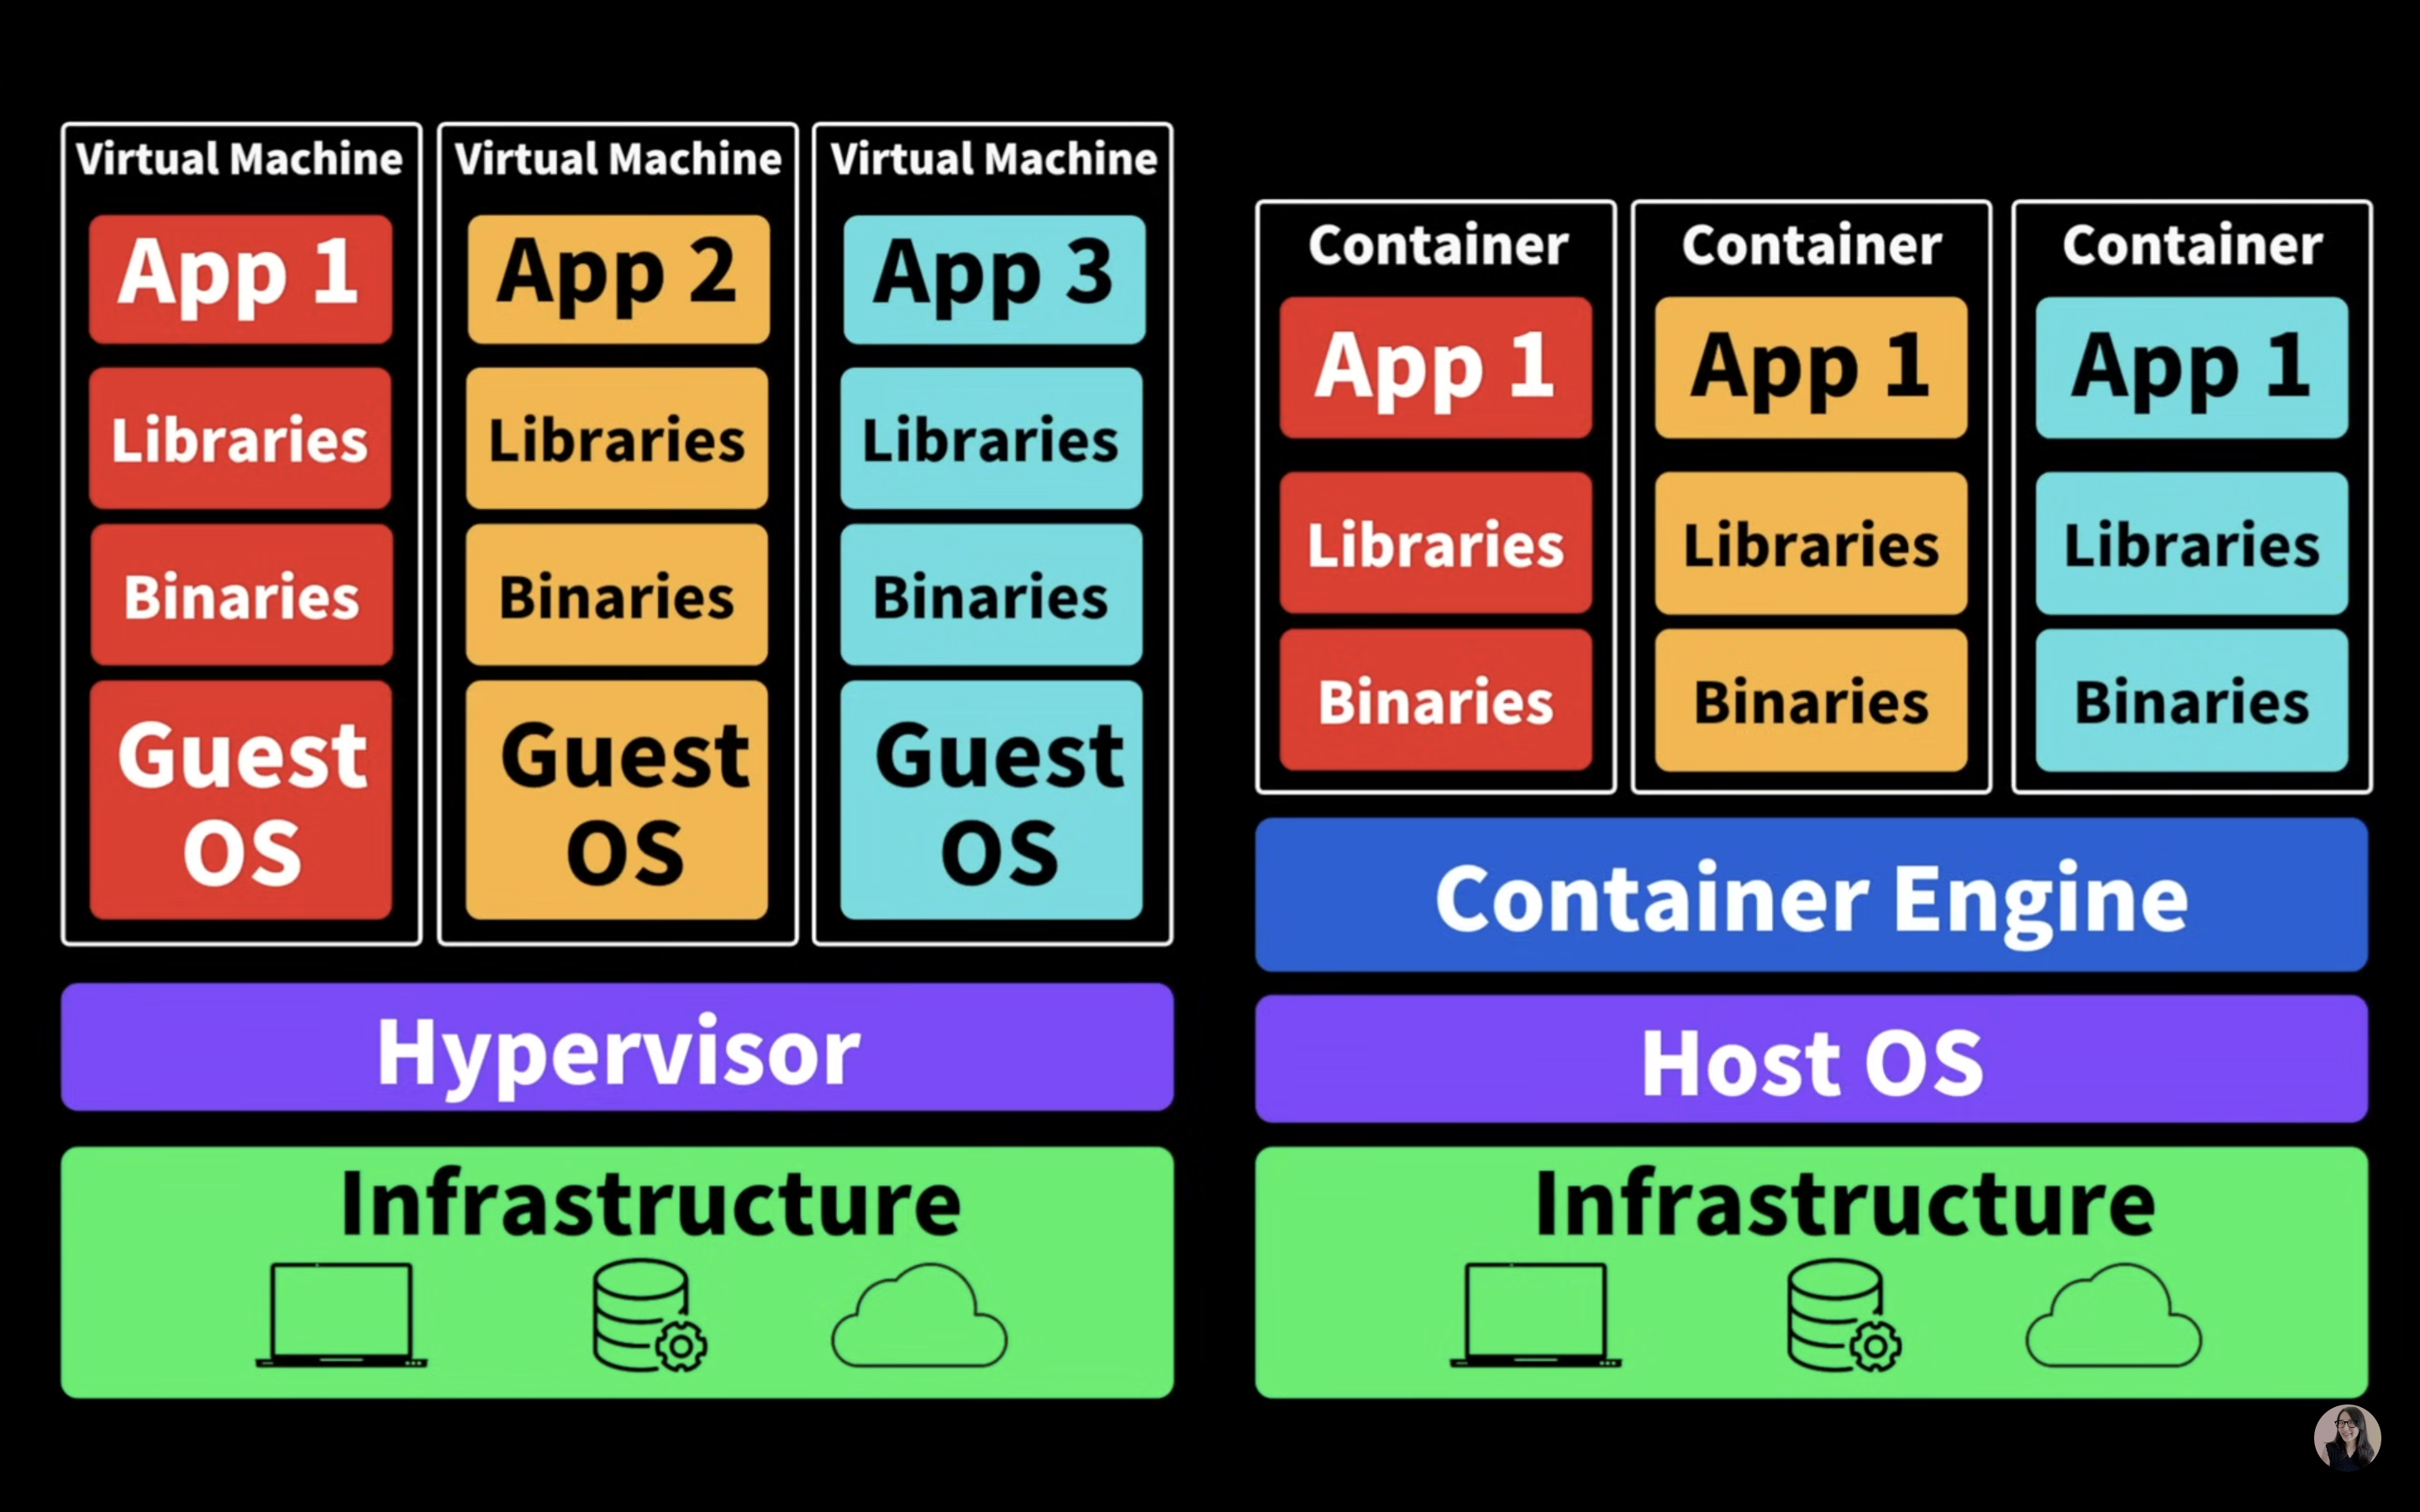 Virtual Machine
App 1
Libraries
Binaries
Guest
OS
Virtual Machine
App 2
Libraries
Binaries
Guest
OS
Virtual Machine
App 3
Libraries
Binaries
Guest
OS
Hypervisor
Infrastructure
Container
App 1
Libraries
Binaries
Container
App 1
Libraries
Binaries
Container
App 1
Libraries
Binaries
Container Engine
Host OS
Infrastructure